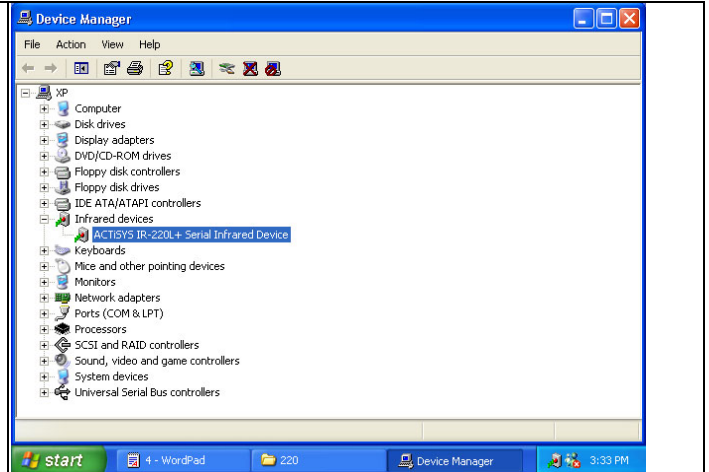 Device Manager
File Action View Help
XP
Computer
Disk drives
Display adapters
DVD/CD-ROM drives
Floppy disk controllers
Floppy disk drives
IDE ATA/ATAPI controllers
Infrared devices
ACTiSYS IR-220L+ Serial Infrared Device
Keyboards
Mice and other pointing devices
Monitors
Network adapters
Ports (COM & LPT)
Processors
SCSI and RAID controllers
Sound, video and game controllers
System devices
Universal Serial Bus controllers
start 4 - WordPad 220 Device Manager 3:33 PM